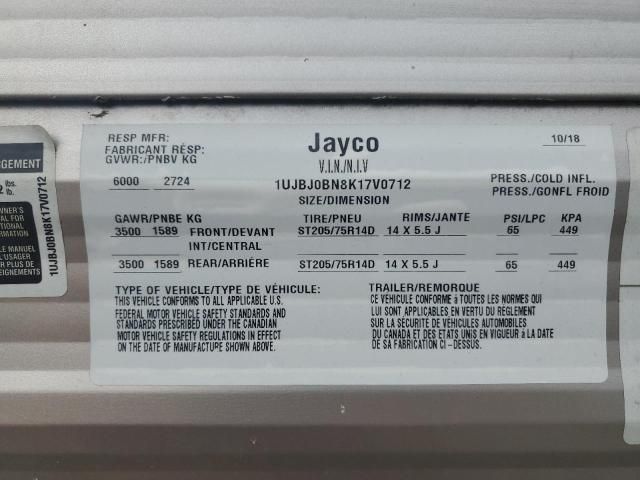 RESP MFR:
FABRICANT RÉSP:
GVWR:/PNBV KG
Jayco
10/18
V.I.N./N.I.V
6000 2724
1UJBJ0BN8K17V0712
PRESS./COLD INFL.
PRESS./GONFL FROID
SIZE/DIMENSION
GAWR/PNBE KG TIRE/PNEU RIMS/JANTE PSI/LPC KPA
3500 1589 FRONT/DEVANT ST205/75R14D 14 X 5.5 J 65 449
INT/CENTRAL
3500 1589 REAR/ARRIÈRE ST205/75R14D 14 X 5.5 J 65 449
TYPE OF VEHICLE/TYPE DE VÉHICULE: TRAILER/REMORQUE
THIS VEHICLE CONFORMS TO ALL APPLICABLE U.S.
FEDERAL MOTOR VEHICLE SAFETY STANDARDS AND
STANDARDS PRESCRIBED UNDER THE CANADIAN
MOTOR VEHICLE SAFETY REGULATIONS IN EFFECT
ON THE DATE OF MANUFACTURE SHOWN ABOVE.
CE VÉHICULE CONFORME à TOUTES LES NORMES QUI
LUI SONT APPLICABLES EN VERTU DU RÉGLEMENT
SUR LA SÉCURITÉ DE VÉHICULES AUTOMOBILES
DU CANADA ET DES ETATS UNIS EN VIGUEUR à LA DATE
DE SA FABRICATION CI - DESSUS.
lbs.
lb.
1UJBJ0BN8K17V0712